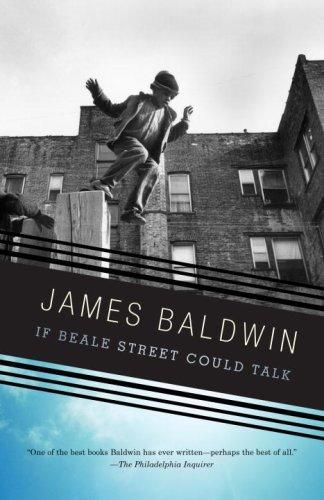 JAMES BALDWIN
IF BEALE STREET COULD TALK
“One of the best books Baldwin has ever written—perhaps the best of all.”
—The Philadelphia Inquirer